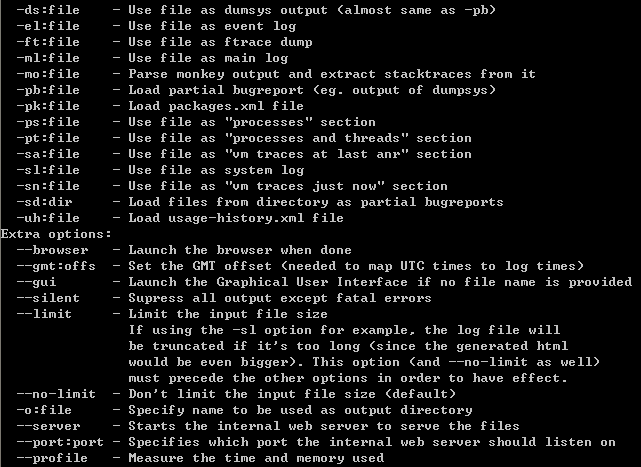 -ds:file - Use file as dumsys output (almost same as -pb)
-el:file - Use file as event log
-ft:file - Use file as ftrace dump
-ml:file - Use file as main log
-mo:file - Parse monkey output and extract stacktraces from it
-pb:file - Load partial bugreport (eg. output of dumpsys)
-pk:file - Load packages.xml file
-ps:file - Use file as "processes" section
-pt:file - Use file as "processes and threads" section
-sa:file - Use file as "vm traces at last anr" section
-sl:file - Use file as system log
-sn:file - Use file as "vm traces just now" section
-sd:dir - Load files from directory as partial bugreports
-uh:file - Load usage-history.xml file
Extra options:
--browser - Launch the browser when done
--gmt:offs - Set the GMT offset (needed to map UTC times to log times)
--gui - Launch the Graphical User Interface if no file name is provided
--silent - Supress all output except fatal errors
--limit - Limit the input file size
If using the -sl option for example, the log file will
be truncated if it's too long (since the generated html
would be even bigger). This option (and --no-limit as well)
must precede the other options in order to have effect.
--no-limit - Don't limit the input file size (default)
-o:file - Specify name to be used as output directory
--server - Starts the internal web server to serve the files
--port:port - Specifies which port the internal web server should listen on
--profile - Measure the time and memory used